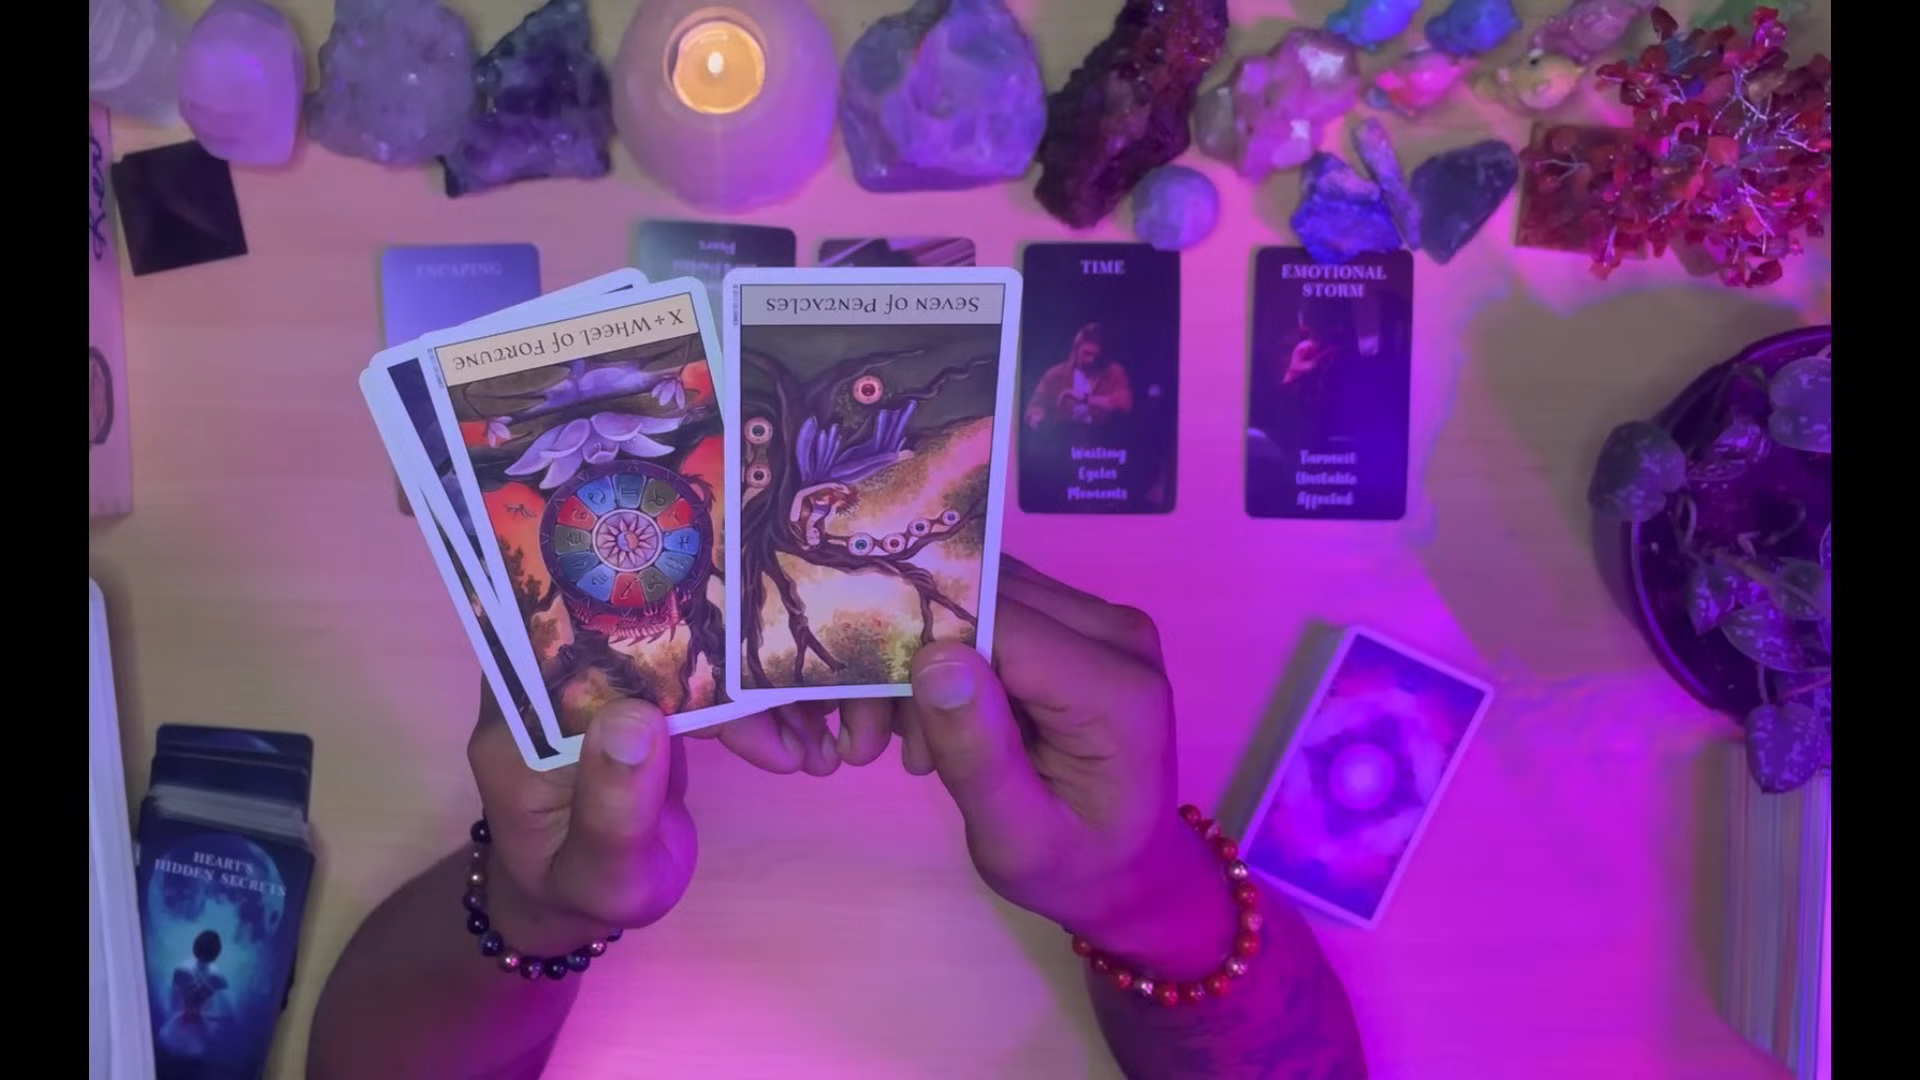 ESCAPING
Fears
TIME
EMOTIONAL
STORM
X + WHEEL OF FORTUNE
SEVEN OF PENTACLES
Waiting
Cycles
Moments
Turmoil
Unstable
Affected
HEART'S
HIDDEN SECRETS